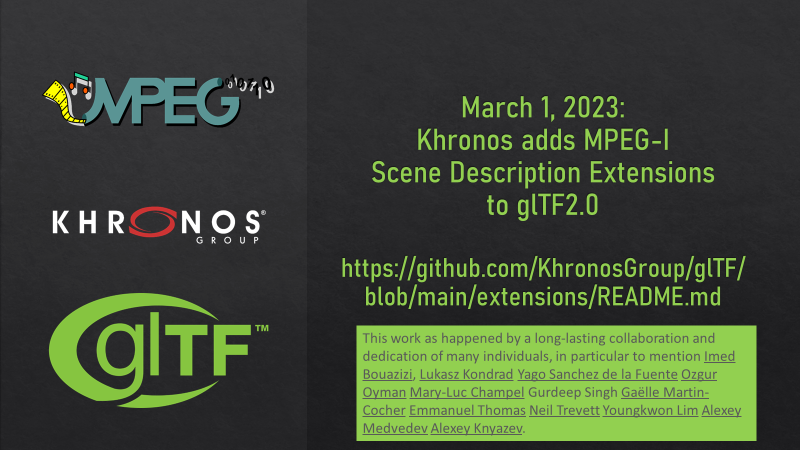 MPEG
March 1, 2023:
Khronos adds MPEG-I
Scene Description Extensions
to glTF2.0
KHRONOS®
GROUP
https://github.com/KhronosGroup/glTF/
blob/main/extensions/README.md
glTF™
This work as happened by a long-lasting collaboration and
dedication of many individuals, in particular to mention Imed
Bouazizi, Lukasz Kondrad Yago Sanchez de la Fuente Ozgur
Oyman Mary-Luc Champel Gurdeep Singh Gaëlle Martin-
Cocher Emmanuel Thomas Neil Trevett Youngkwon Lim Alexey
Medvedev Alexey Knyazev.